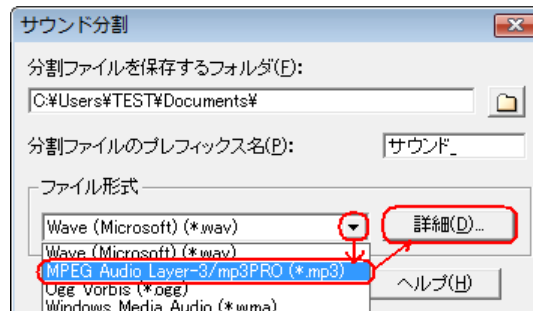 サウンド分割
分割ファイルを保存するフォルダ(F):
C:¥Users¥TEST¥Documents¥
分割ファイルのプレフィックス名(P):
サウンド_
ファイル形式
Wave (Microsoft) (*.wav)
詳細(D)...
Wave (Microsoft) (*.wav)
MPEG Audio Layer-3/mp3PRO (*.mp3)
Ogg Vorbis (*.ogg)
ヘルプ(H)
Windows Media Audio (*.wma)